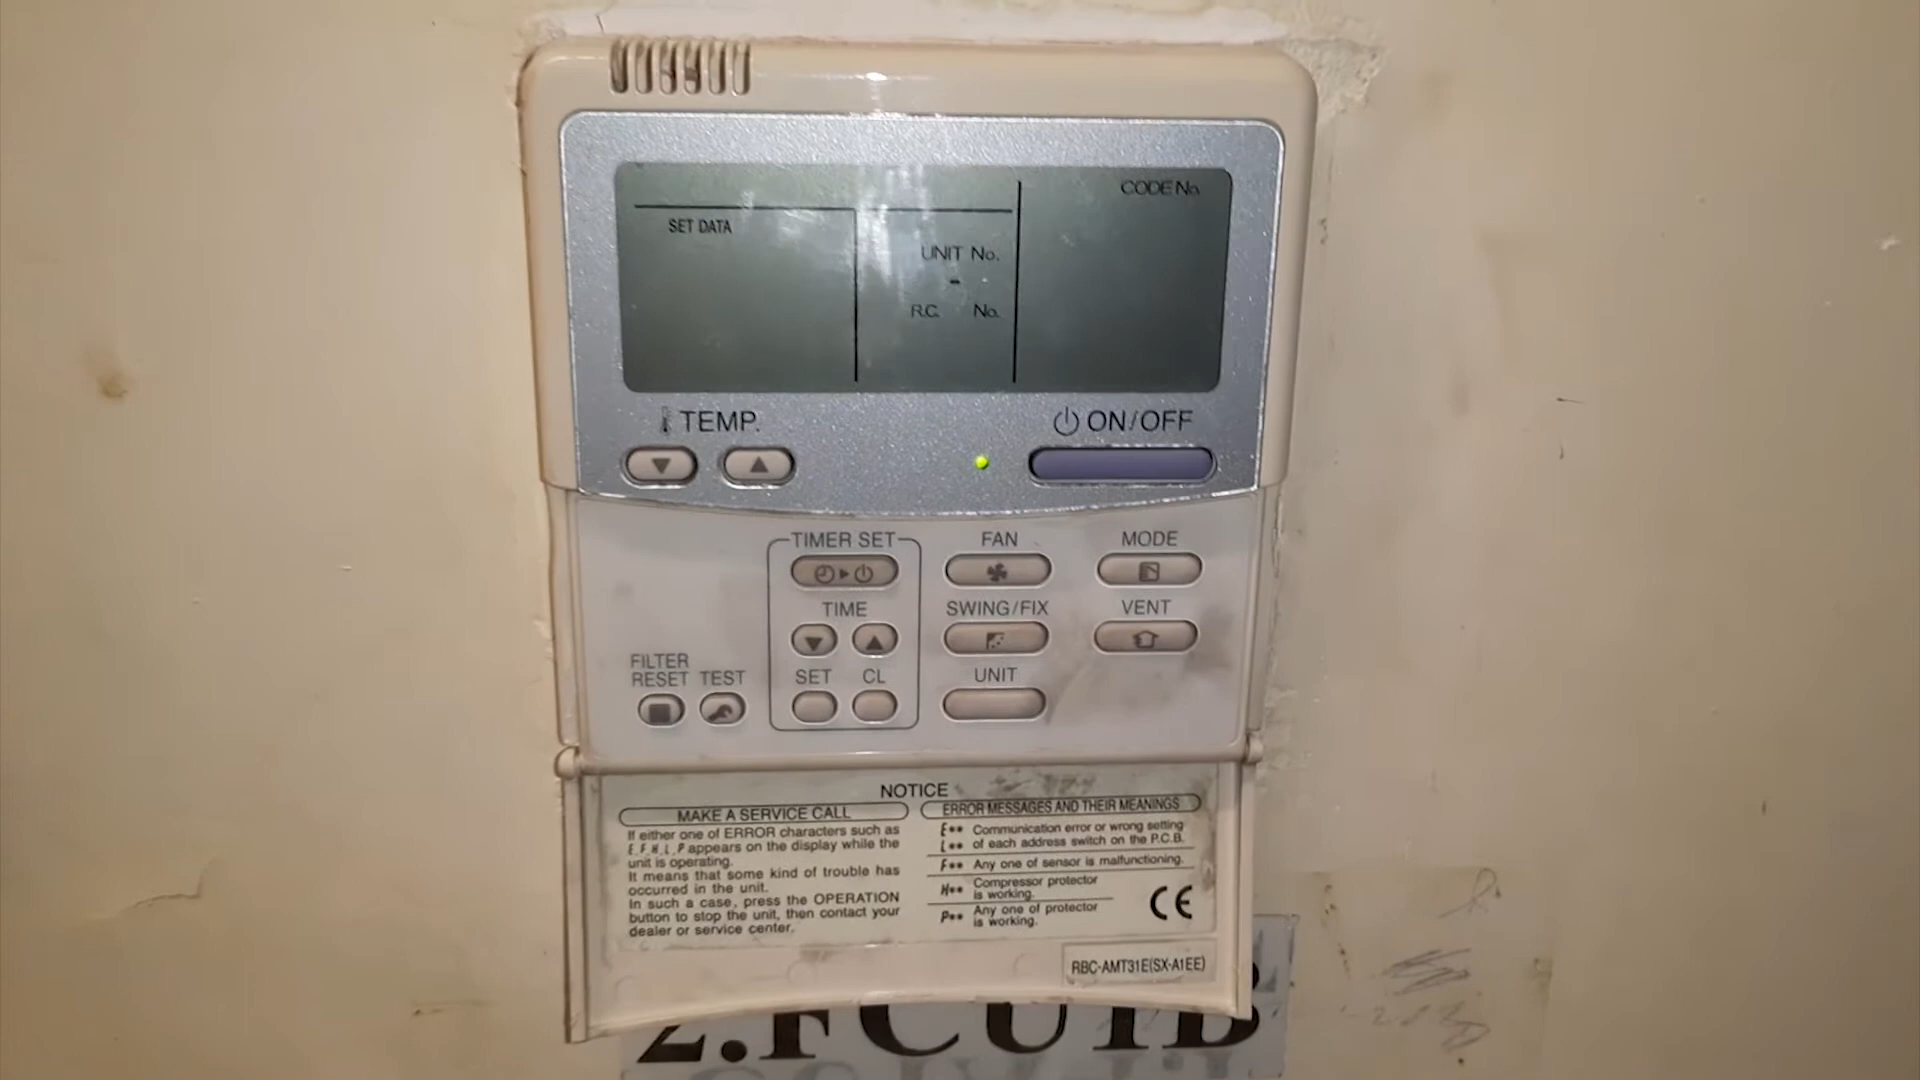 CODE No.
SET DATA
UNIT No.
-
R.C. No.
TEMP.
ON/OFF
TIMER SET
FAN
MODE
TIME
SWING/FIX
VENT
FILTER
RESET
TEST
SET
CL
UNIT
NOTICE
MAKE A SERVICE CALL
If either one of ERROR characters such as
E,F,H,L,P appears on the display while the
unit is operating.
It means that some kind of trouble has
occurred in the unit.
In such a case, press the OPERATION
button to stop the unit, then contact your
dealer or service center.
ERROR MESSAGES AND THEIR MEANINGS
E** Communication error or wrong setting
L** of each address switch on the P.C.B.
F** Any one of sensor is malfunctioning.
H** Compressor protector
is working.
P** Any one of protector
is working.
CE
RBC-AMT31E(SX-A1EE)
2.FCU1B